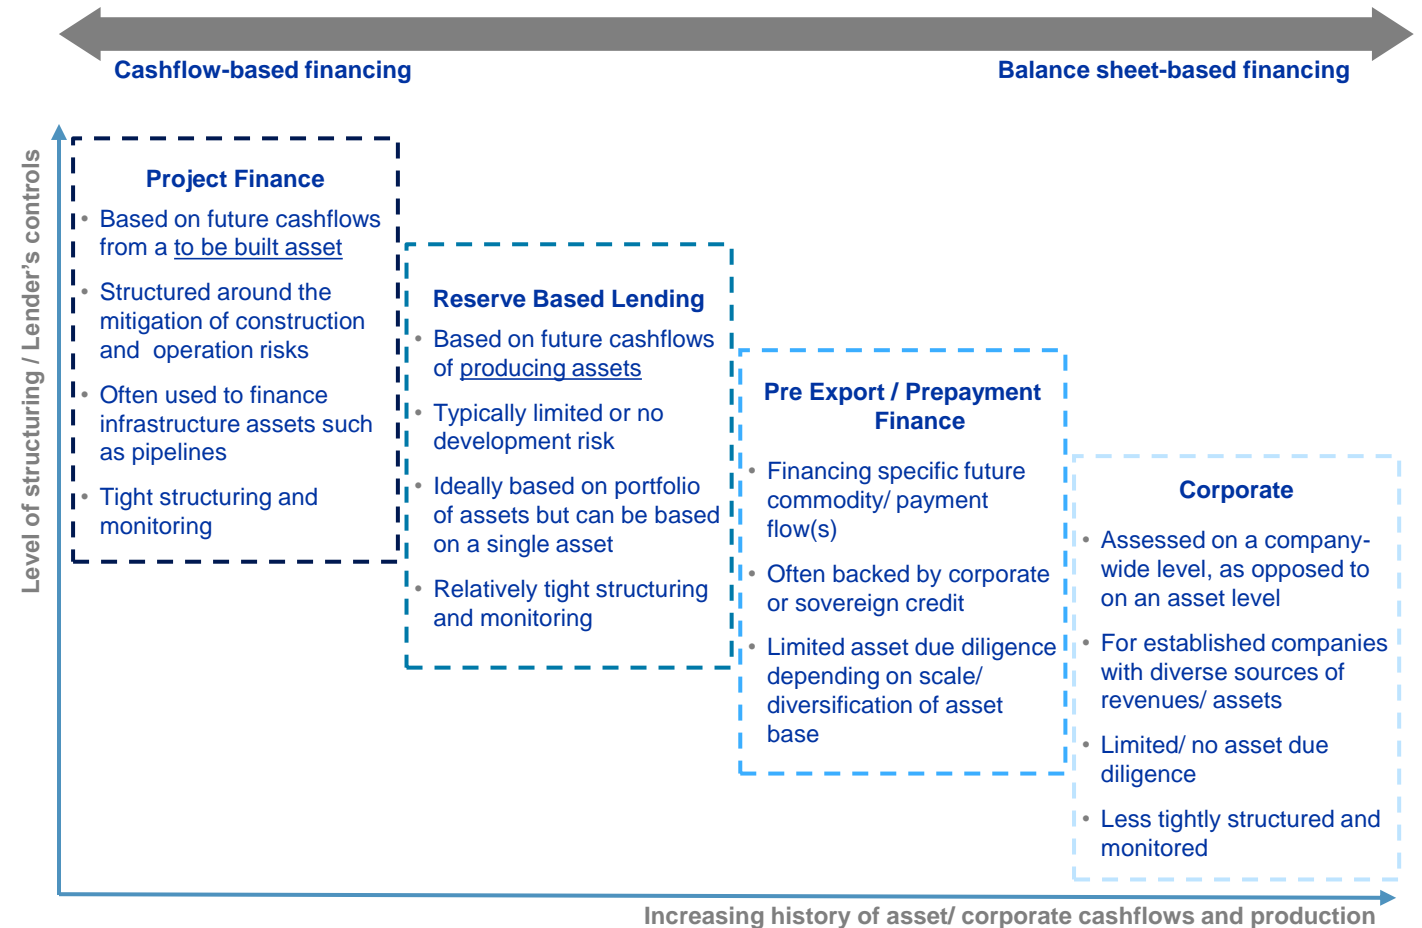 Cashflow-based financing
Balance sheet-based financing
Level of structuring / Lender's controls
Project Finance
• Based on future cashflows
from a to be built asset
• Structured around the
mitigation of construction
and operation risks
• Often used to finance
infrastructure assets such
as pipelines
• Tight structuring and
monitoring
Reserve Based Lending
• Based on future cashflows
of producing assets
• Typically limited or no
development risk
• Ideally based on portfolio
of assets but can be based
on a single asset
• Relatively tight structuring
and monitoring
Pre Export / Prepayment
Finance
• Financing specific future
commodity/ payment
flow(s)
• Often backed by corporate
or sovereign credit
• Limited asset due diligence
depending on scale/
diversification of asset
base
Corporate
• Assessed on a company-
wide level, as opposed to
on an asset level
• For established companies
with diverse sources of
revenues/ assets
• Limited/ no asset due
diligence
• Less tightly structured and
monitored
Increasing history of asset/ corporate cashflows and production